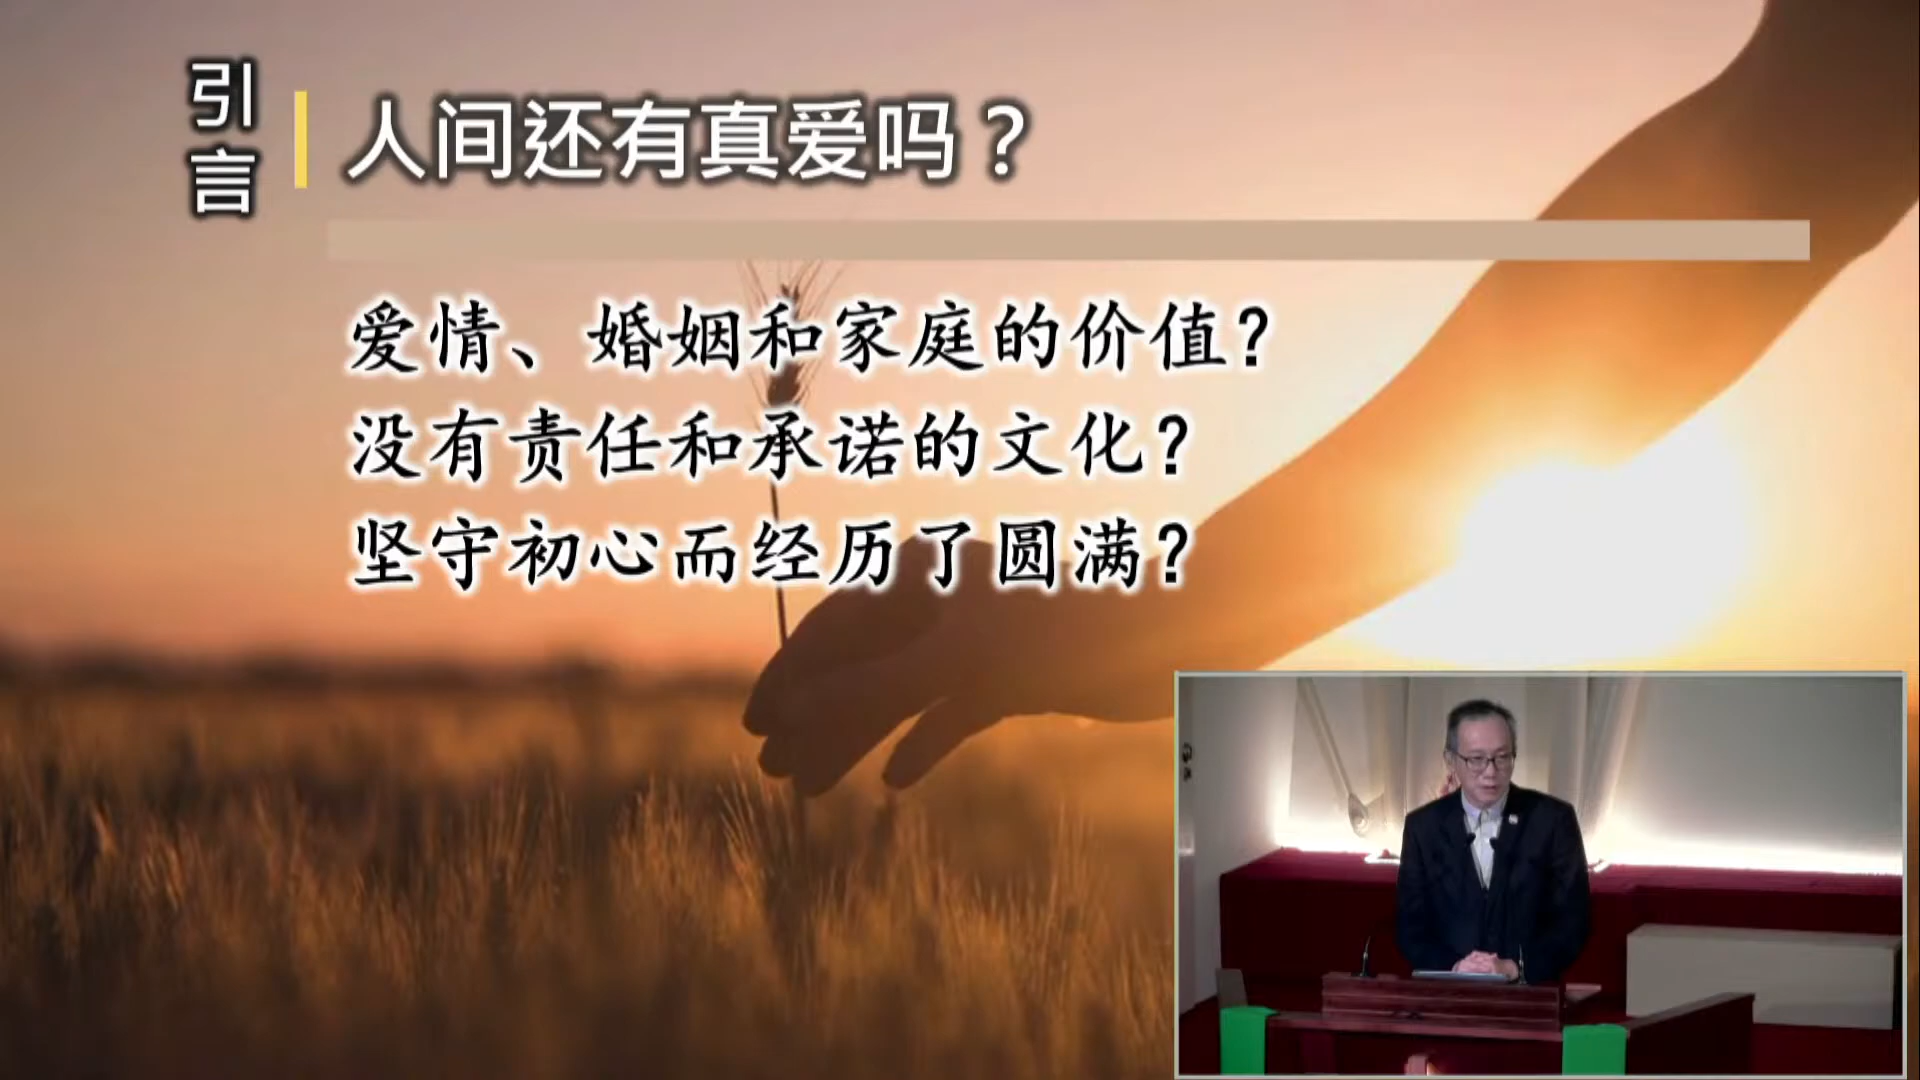 引言
人间还有真爱吗？
爱情、婚姻和家庭的价值？
没有责任和承诺的文化？
坚守初心而经历了圆满？